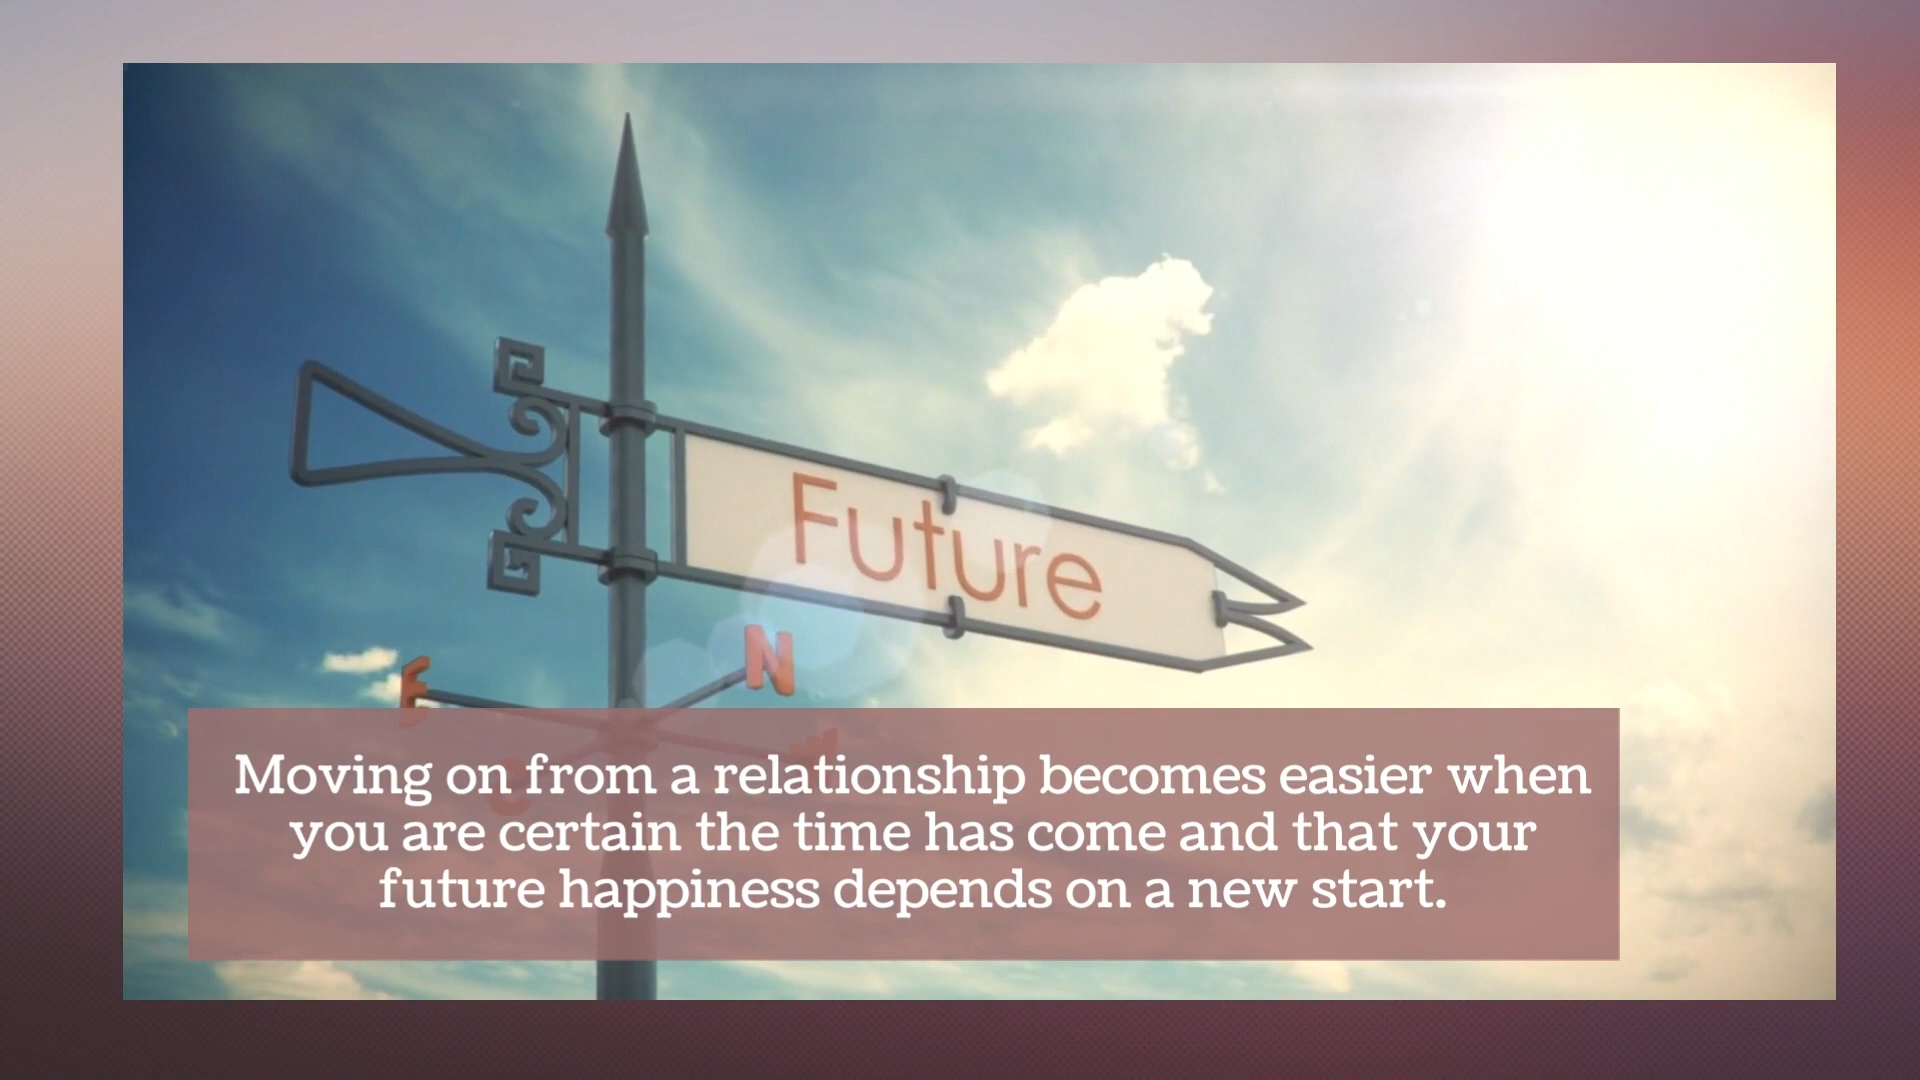 Future
E
N
Moving on from a relationship becomes easier when
you are certain the time has come and that your
future happiness depends on a new start.